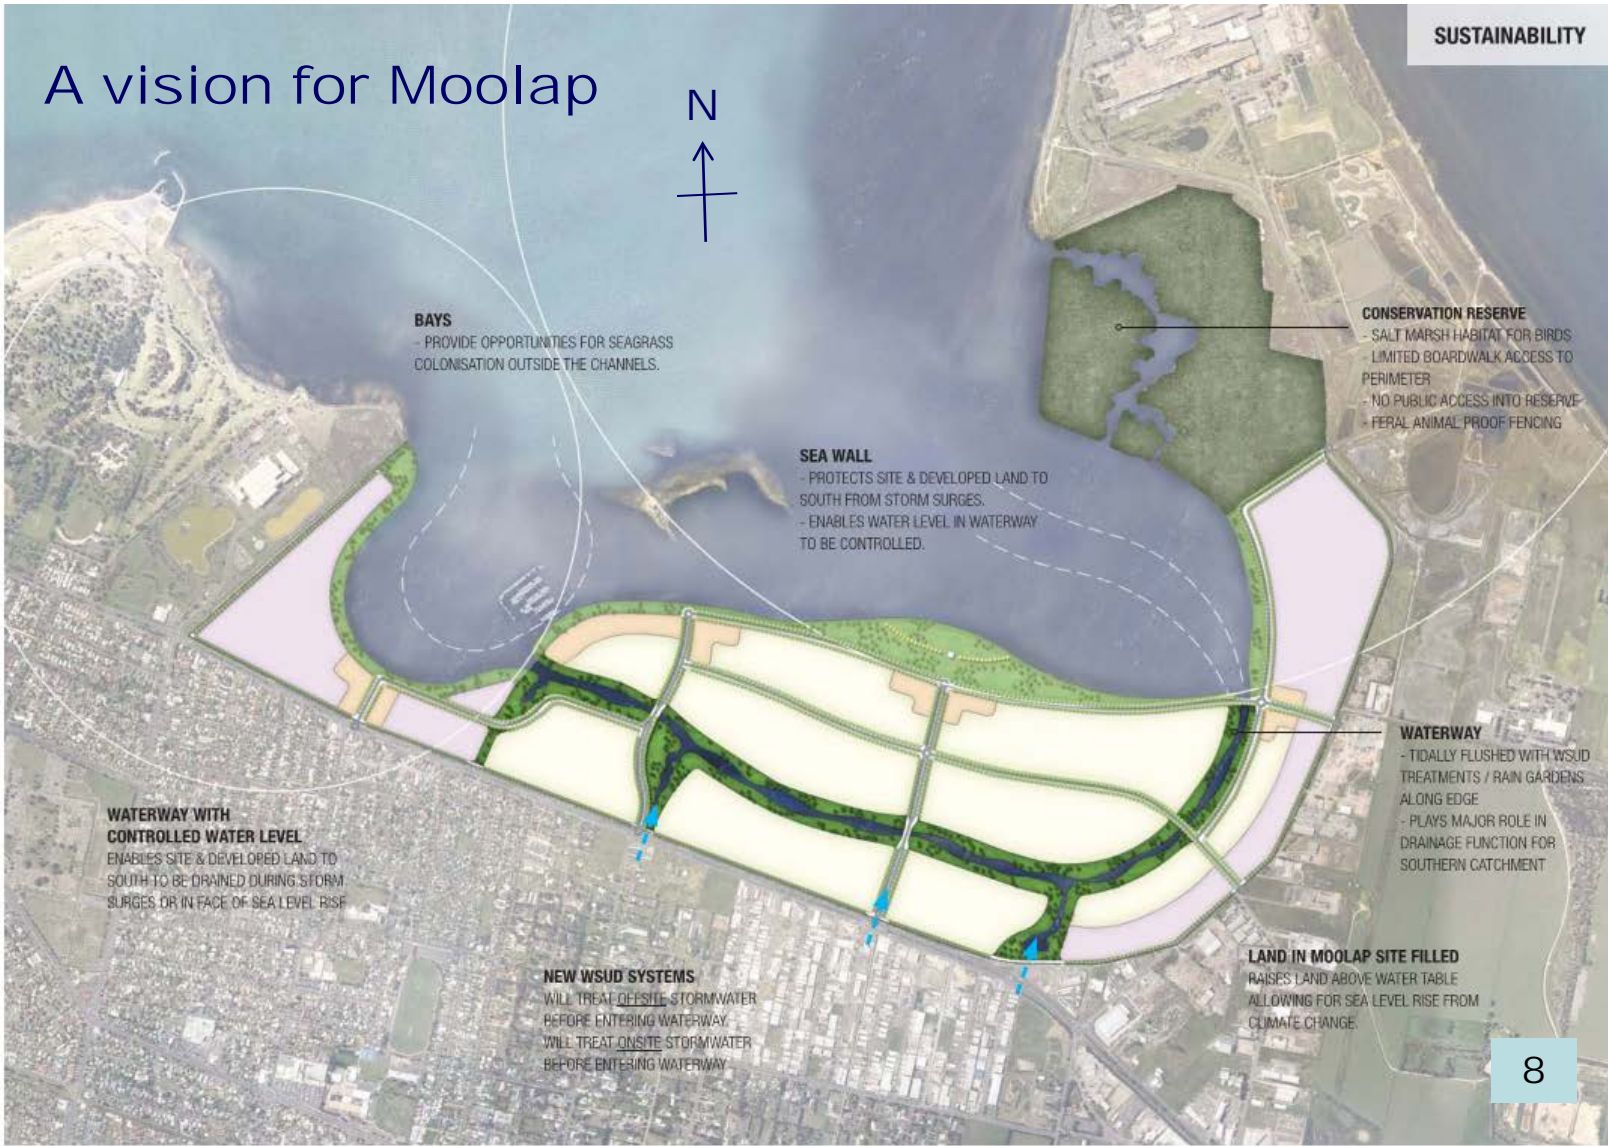 SUSTAINABILITY
A vision for Moolap
N
BAYS
- PROVIDE OPPORTUNITIES FOR SEAGRASS
COLONISATION OUTSIDE THE CHANNELS.
CONSERVATION RESERVE
- SALT MARSH HABITAT FOR BIRDS
- LIMITED BOARDWALK ACCESS TO
PERIMETER
- NO PUBLIC ACCESS INTO RESERVE
- FERAL ANIMAL PROOF FENCING
SEA WALL
- PROTECTS SITE & DEVELOPED LAND TO
SOUTH FROM STORM SURGES.
- ENABLES WATER LEVEL IN WATERWAY
TO BE CONTROLLED.
WATERWAY
- TIDALLY FLUSHED WITH WSUD
TREATMENTS / RAIN GARDENS
ALONG EDGE
- PLAYS MAJOR ROLE IN
DRAINAGE FUNCTION FOR
SOUTHERN CATCHMENT
WATERWAY WITH
CONTROLLED WATER LEVEL
ENABLES SITE & DEVELOPED LAND TO
SOUTH TO BE DRAINED DURING STORM
SURGES OR IN FACE OF SEA LEVEL RISE
NEW WSUD SYSTEMS
WILL TREAT OFFSITE STORMWATER
BEFORE ENTERING WATERWAY.
WILL TREAT ONSITE STORMWATER
BEFORE ENTERING WATERWAY
LAND IN MOOLAP SITE FILLED
RAISES LAND ABOVE WATER TABLE
ALLOWING FOR SEA LEVEL RISE FROM
CLIMATE CHANGE.
8